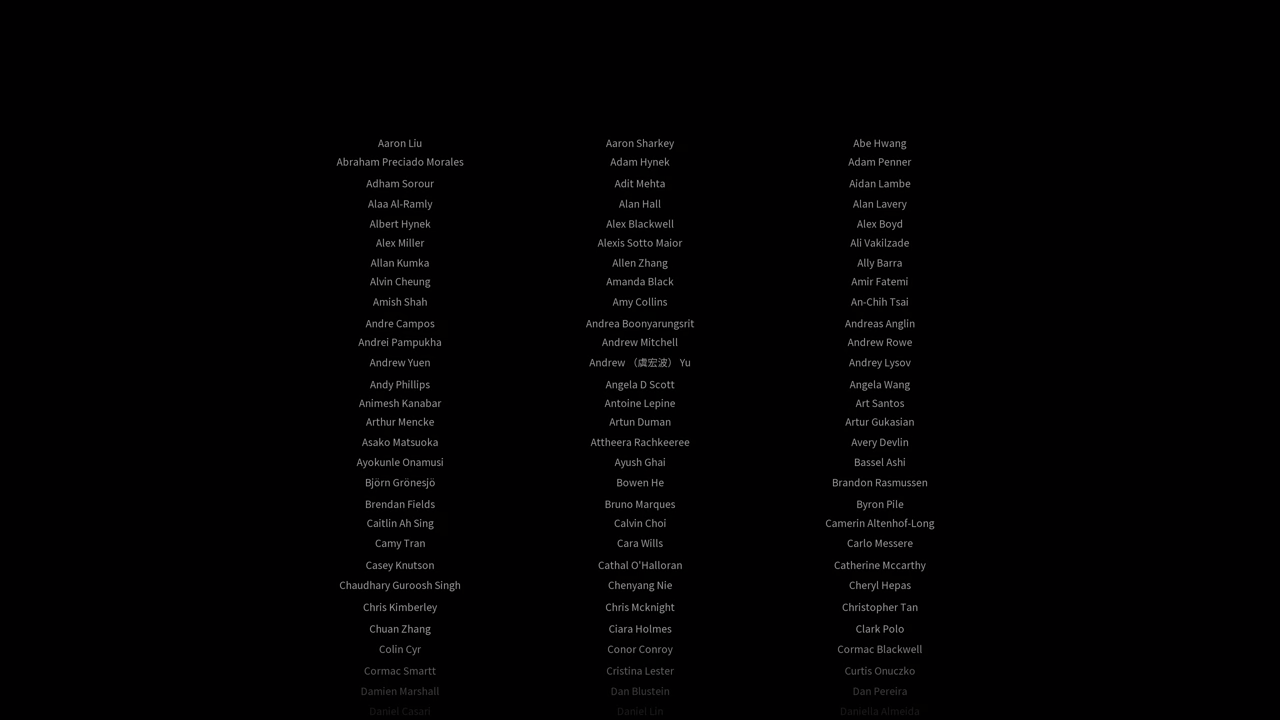 Aaron Liu Aaron Sharkey Abe Hwang
Abraham Preciado Morales Adam Hynek Adam Penner
Adham Sorour Adit Mehta Aidan Lambe
Alaa Al-Ramly Alan Hall Alan Lavery
Albert Hynek Alex Blackwell Alex Boyd
Alex Miller Alexis Sotto Maior Ali Vakilzade
Allan Kumka Allen Zhang Ally Barra
Alvin Cheung Amanda Black Amir Fatemi
Amish Shah Amy Collins An-Chih Tsai
Andre Campos Andrea Boonyarungsrit Andreas Anglin
Andrei Pampukha Andrew Mitchell Andrew Rowe
Andrew Yuen Andrew （虞宏波） Yu Andrey Lysov
Andy Phillips Angela D Scott Angela Wang
Animesh Kanabar Antoine Lepine Art Santos
Arthur Mencke Artun Duman Artur Gukasian
Asako Matsuoka Attheera Rachkeeree Avery Devlin
Ayokunle Onamusi Ayush Ghai Bassel Ashi
Björn Grönesjö Bowen He Brandon Rasmussen
Brendan Fields Bruno Marques Byron Pile
Caitlin Ah Sing Calvin Choi Camerin Altenhof-Long
Camy Tran Cara Wills Carlo Messere
Casey Knutson Cathal O'Halloran Catherine Mccarthy
Chaudhary Guroosh Singh Chenyang Nie Cheryl Hepas
Chris Kimberley Chris Mcknight Christopher Tan
Chuan Zhang Ciara Holmes Clark Polo
Colin Cyr Conor Conroy Cormac Blackwell
Cormac Smartt Cristina Lester Curtis Onuczko
Damien Marshall Dan Blustein Dan Pereira
Daniel Casari Daniel Lin Daniella Almeida